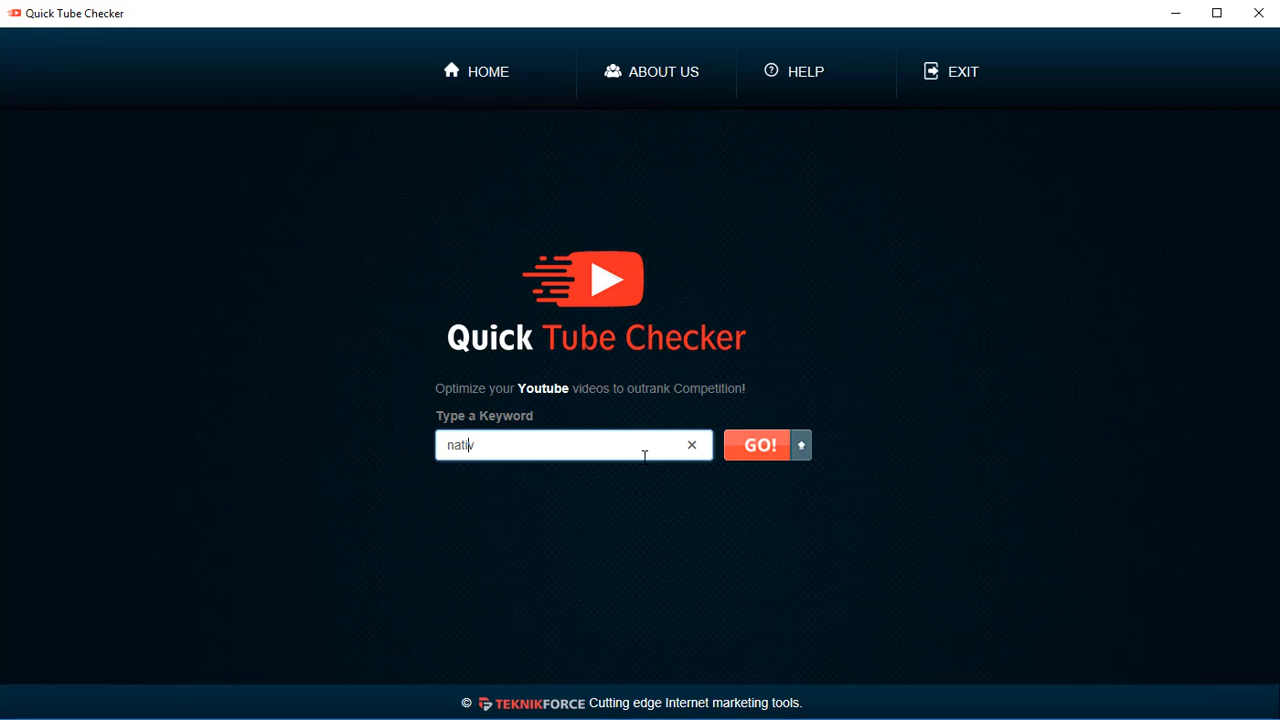 Quick Tube Checker
HOME
ABOUT US
HELP
EXIT
Quick Tube Checker
Optimize your Youtube videos to outrank Competition!
Type a Keyword
nativ
GO!
© TEKNIKFORCE Cutting edge Internet marketing tools.